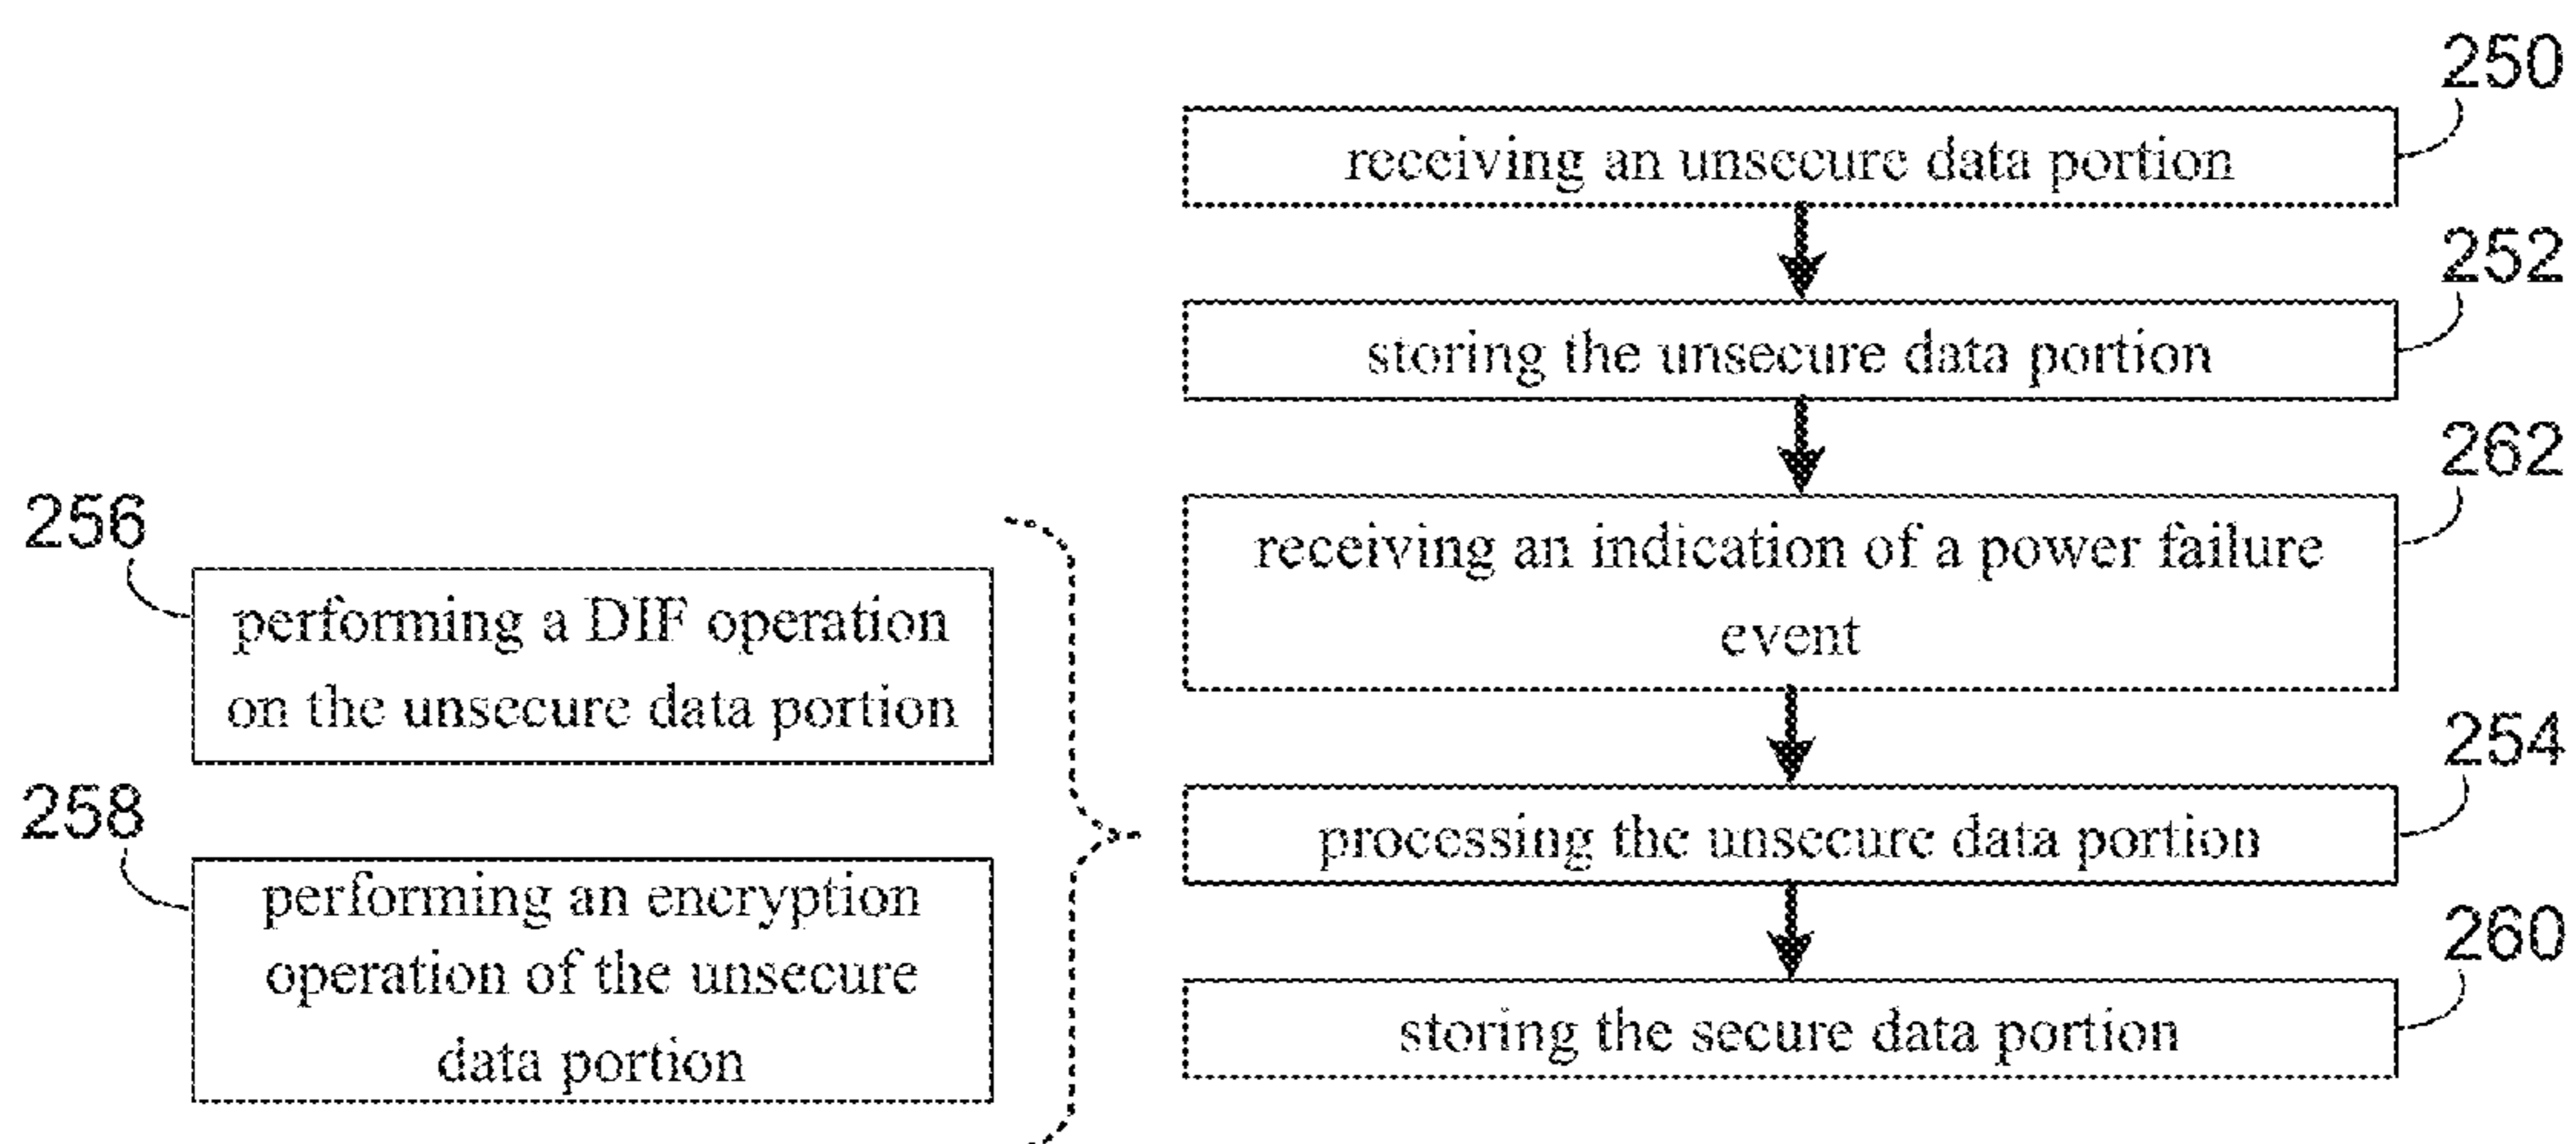 250
receiving an unsecure data portion
252
storing the unsecure data portion
262
receiving an indication of a power failure
event
256
performing a DIF operation
on the unsecure data portion
254
processing the unsecure data portion
258
performing an encryption
operation of the unsecure
data portion
260
storing the secure data portion